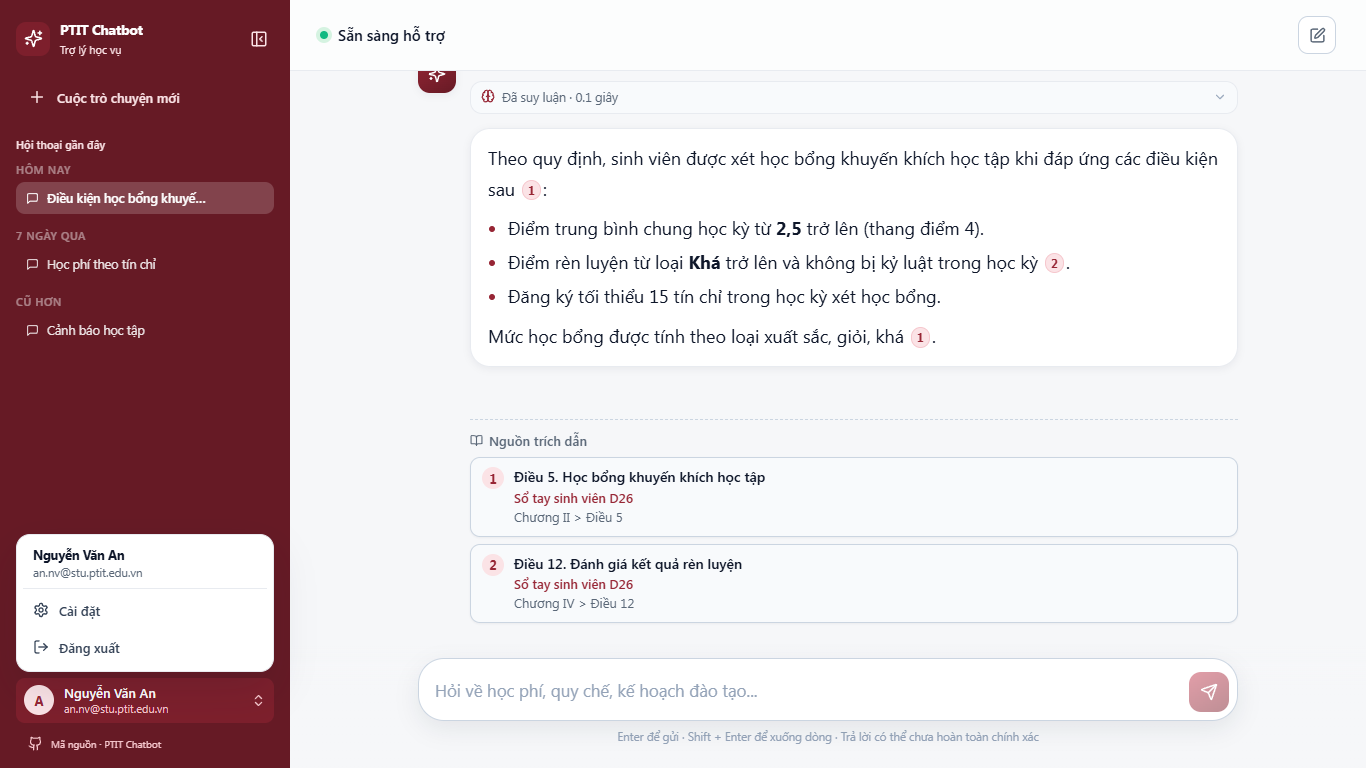 PTIT Chatbot
Trợ lý học vụ
Cuộc trò chuyện mới
Hội thoại gần đây
HÔM NAY
Điều kiện học bổng khuyế...
7 NGÀY QUA
Học phí theo tín chỉ
CŨ HƠN
Cảnh báo học tập
Nguyễn Văn An
an.nv@stu.ptit.edu.vn
Cài đặt
Đăng xuất
A
Nguyễn Văn An
an.nv@stu.ptit.edu.vn
Mã nguồn · PTIT Chatbot
Sẵn sàng hỗ trợ
Đã suy luận · 0.1 giây
Theo quy định, sinh viên được xét học bổng khuyến khích học tập khi đáp ứng các điều kiện
sau 1 :
• Điểm trung bình chung học kỳ từ 2,5 trở lên (thang điểm 4).
• Điểm rèn luyện từ loại Khá trở lên và không bị kỷ luật trong học kỳ 2 .
• Đăng ký tối thiểu 15 tín chỉ trong học kỳ xét học bổng.
Mức học bổng được tính theo loại xuất sắc, giỏi, khá 1 .
Nguồn trích dẫn
1 Điều 5. Học bổng khuyến khích học tập
Sổ tay sinh viên D26
Chương II > Điều 5
2 Điều 12. Đánh giá kết quả rèn luyện
Sổ tay sinh viên D26
Chương IV > Điều 12
Hỏi về học phí, quy chế, kế hoạch đào tạo...
Enter để gửi · Shift + Enter để xuống dòng · Trả lời có thể chưa hoàn toàn chính xác